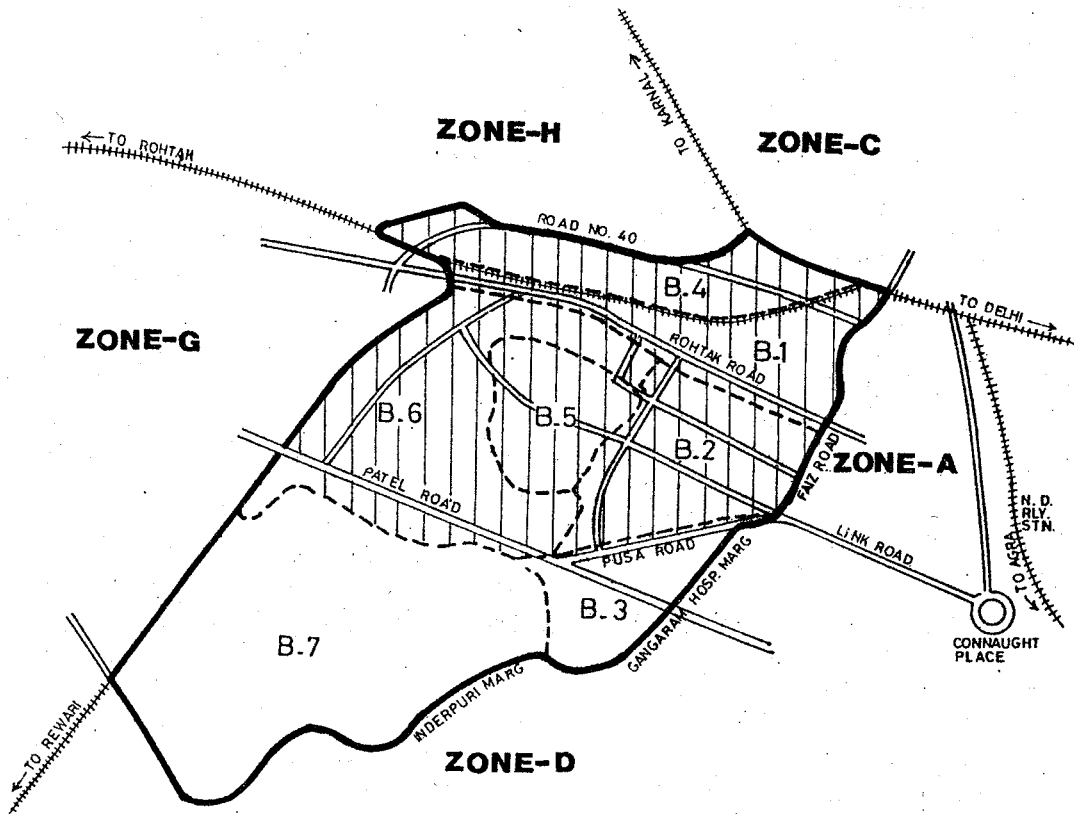 TO KARNAL
ZONE-H
ZONE-C
TO ROHTAK
ROAD NO. 40
B.4
TO DELHI
ZONE-G
B.1
ROHTAK ROAD
B.6
B.5
B.2
ZONE-A
FAIZ ROAD
PATEL ROAD
N.D.
RLY.
STN.
LINK ROAD
PUSA ROAD
TO AGRA
GANGARAM HOSP. MARG
B.3
CONNAUGHT
PLACE
B.7
INDERPURI MARG
TO REWARI
ZONE-D